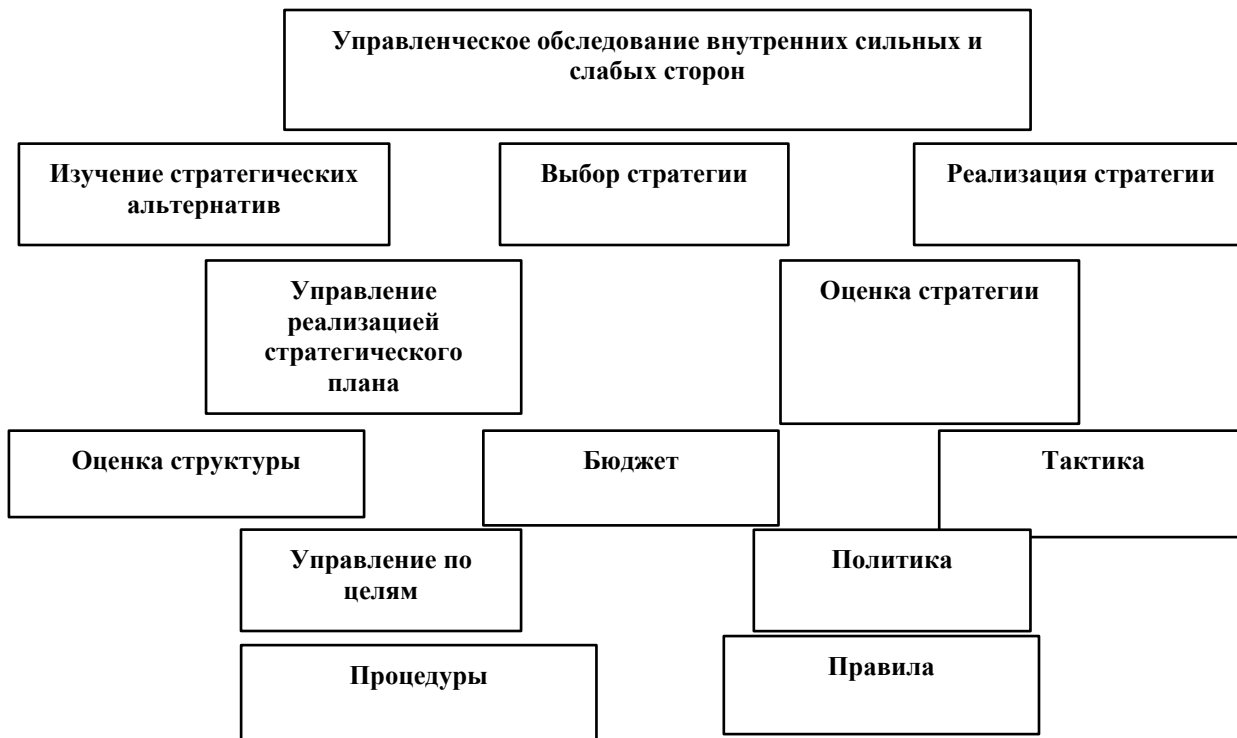 Управленческое обследование внутренних сильных и
слабых сторон
Изучение стратегических
альтернатив
Выбор стратегии
Реализация стратегии
Управление
реализацией
стратегического
плана
Оценка стратегии
Оценка структуры
Бюджет
Тактика
Управление по
целям
Политика
Процедуры
Правила